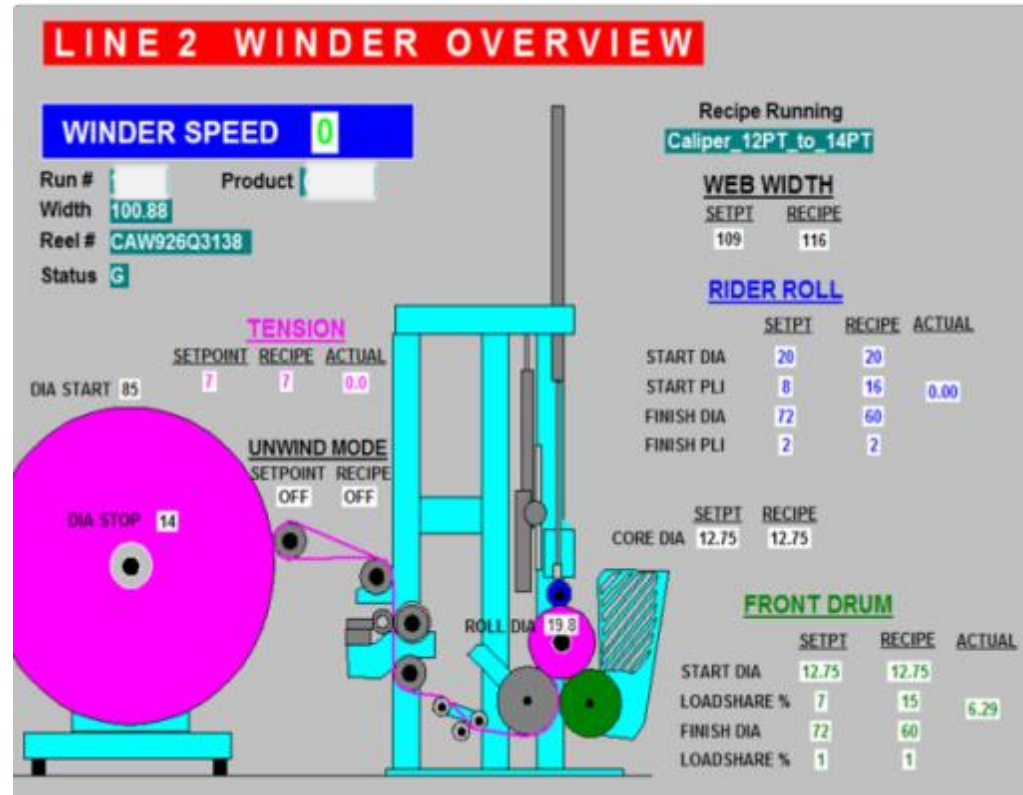 LINE 2 WINDER OVERVIEW
WINDER SPEED 0
Run # Product
Width 100.88
Reel # CAW926Q3138
Status G
TENSION
SETPOINT RECIPE ACTUAL
7 7 0.0
DIA START 85
UNWIND MODE
SETPOINT RECIPE
OFF OFF
DIA STOP 14
ROLL DIA 19.8
Recipe Running
Caliper_12PT_to_14PT
WEB WIDTH
SETPT RECIPE
109 116
RIDER ROLL
SETPT RECIPE ACTUAL
START DIA 20 20
START PLI 8 16 0.00
FINISH DIA 72 60
FINISH PLI 2 2
SETPT RECIPE
CORE DIA 12.75 12.75
FRONT DRUM
SETPT RECIPE ACTUAL
START DIA 12.75 12.75
LOADSHARE % 7 15 6.29
FINISH DIA 72 60
LOADSHARE % 1 1